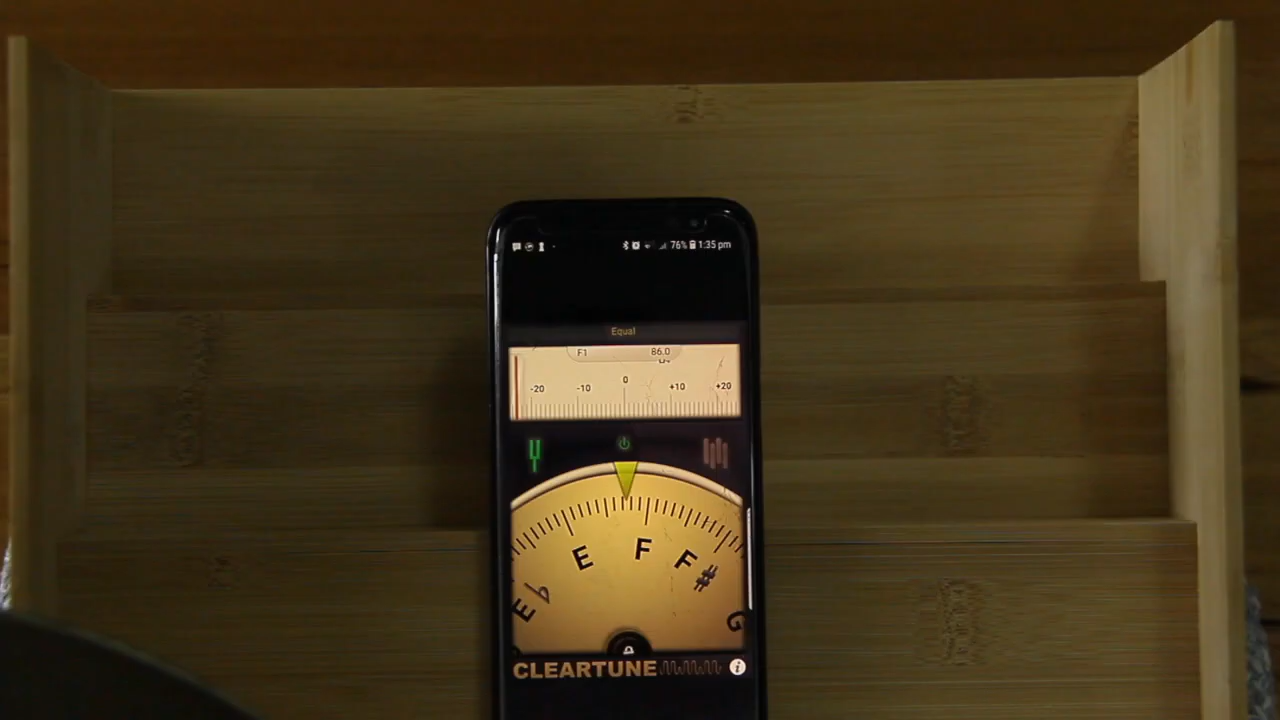 76% 1:35 pm
Equal
F1 86.0
-20 -10 0 +10 +20
E♭ E F F# G
CLEARTUNE i